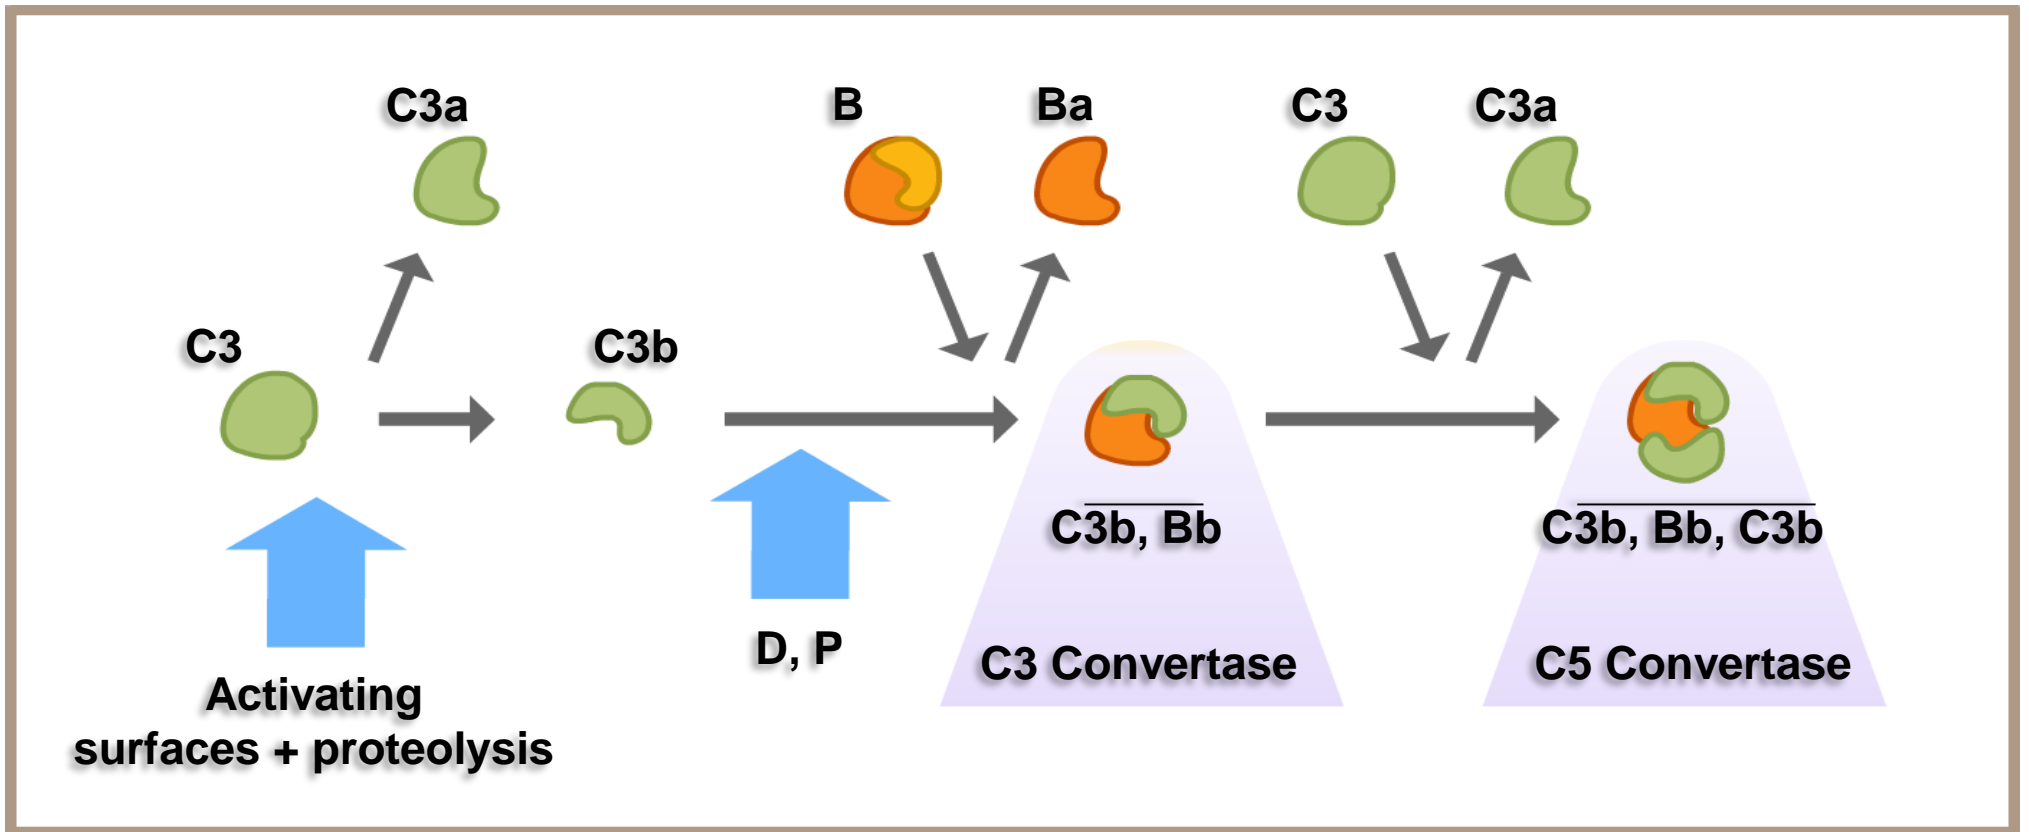 C3a
B
Ba
C3
C3a
C3
C3b
C3b, Bb
C3b, Bb, C3b
D, P
C3 Convertase
C5 Convertase
Activating
surfaces + proteolysis